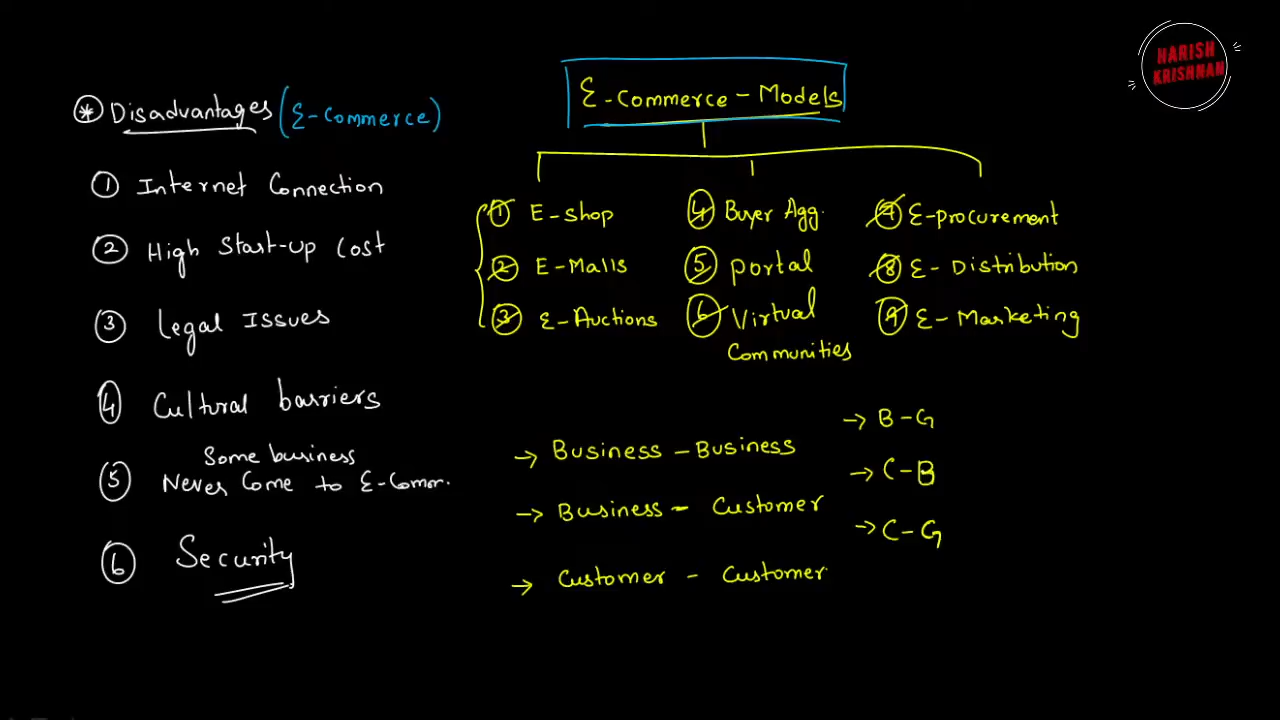 HARISH
KRISHNAN
* Disadvantages (E-Commerce)
① Internet Connection
② High Start-up Cost
③ Legal Issues
④ Cultural barriers
Some business
⑤ Never Come to E-Comm.
⑥ Security
E-Commerce - Models
① E-shop
② E-Malls
③ E-Auctions
④ Buyer Agg.
⑤ Portal
⑥ Virtual
Communities
⑦ E-procurement
⑧ E-Distribution
⑨ E-Marketing
→ Business - Business
→ Business - Customer
→ Customer - Customer
→ B-G
→ C-B
→ C-G